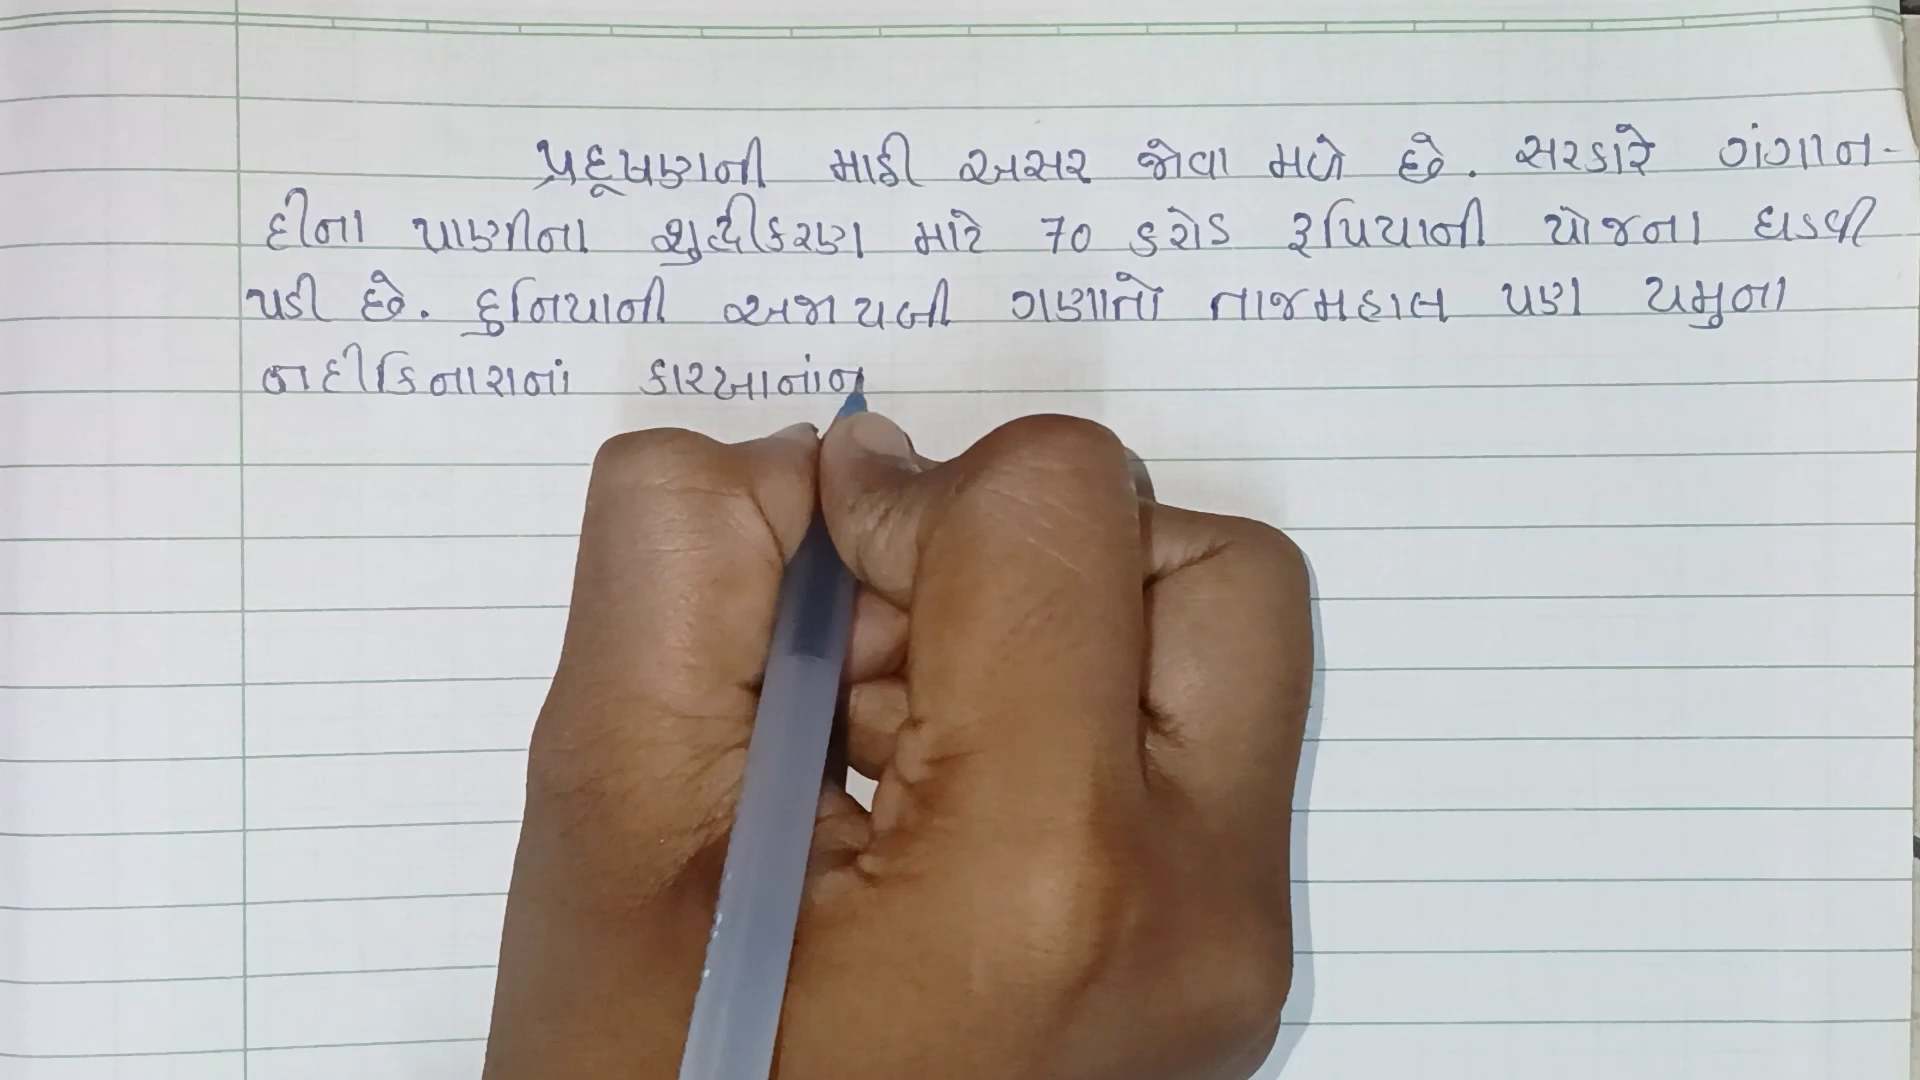 પ્રદૂષણની માઠી અસર જોવા મળે છે. સરકારે ગંગાન-
દીના પાણીના શુદ્ધીકરણ માટે 70 કરોડ રૂપિયાની યોજના ઘડવી
પડી છે. દુનિયાની અજાયબી ગણાતો તાજમહાલ પણ યમુના
નદીકિનારાનાં કારખાનાંન